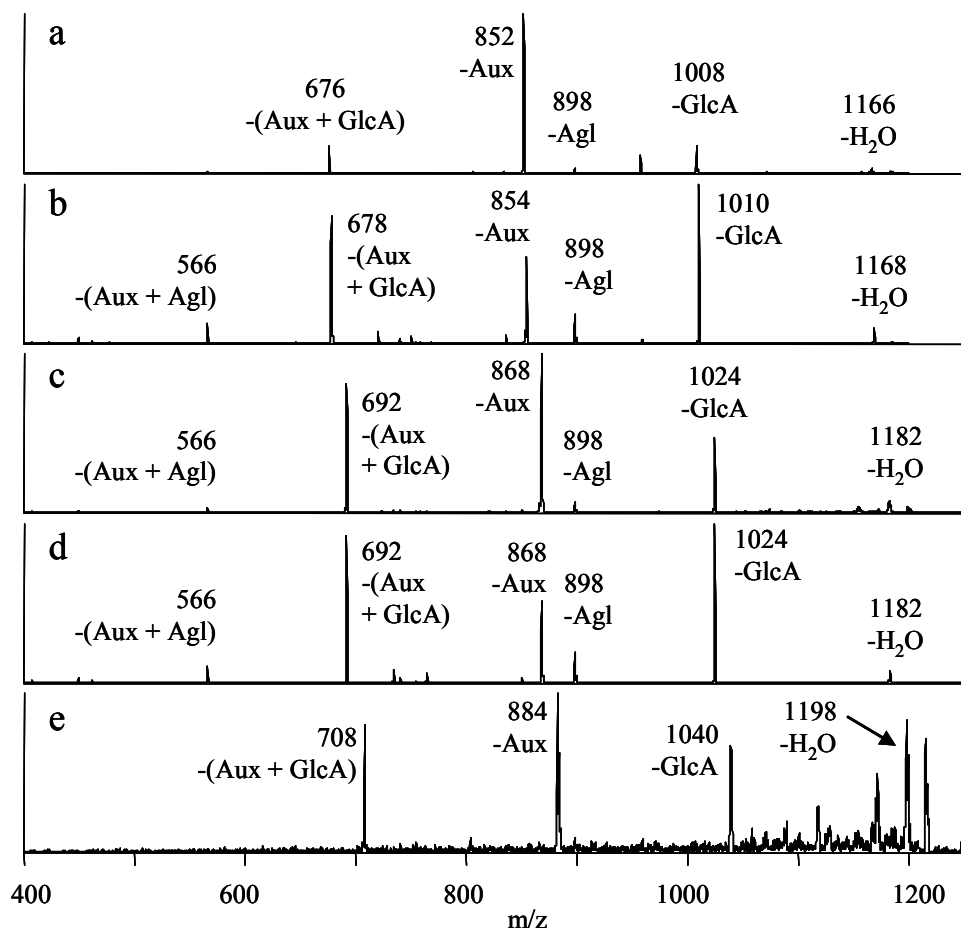 a
852
-Aux
676
-(Aux + GlcA)
898
-Agl
1008
-GlcA
1166
-H₂O
b
566
-(Aux + Agl)
678
-(Aux
+ GlcA)
854
-Aux
898
-Agl
1010
-GlcA
1168
-H₂O
c
566
-(Aux + Agl)
692
-(Aux
+ GlcA)
868
-Aux
898
-Agl
1024
-GlcA
1182
-H₂O
d
566
-(Aux + Agl)
692
-(Aux
+ GlcA)
868
-Aux
898
-Agl
1024
-GlcA
1182
-H₂O
e
708
-(Aux + GlcA)
884
-Aux
1040
-GlcA
1198
-H₂O
400 600 800 1000 1200
m/z